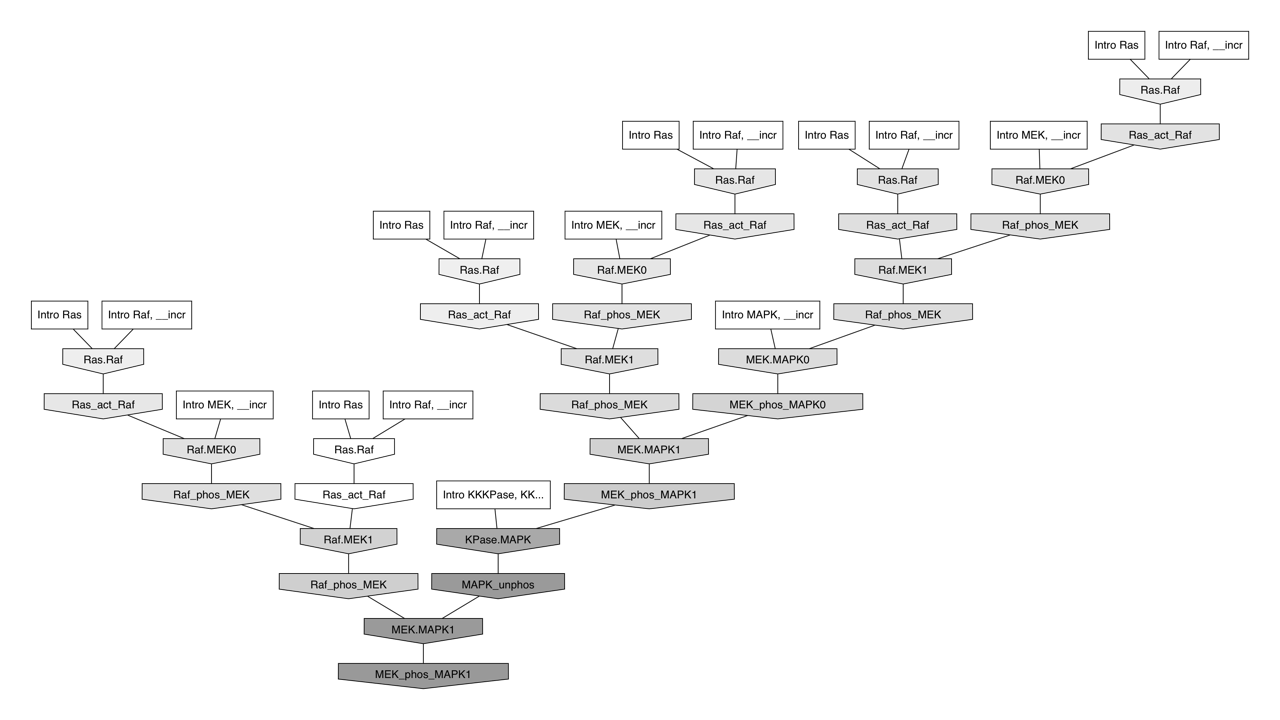 Intro Ras
Intro Raf, __incr
Ras.Raf
Intro Ras
Intro Raf, __incr
Intro Ras
Intro Raf, __incr
Intro MEK, __incr
Ras_act_Raf
Ras.Raf
Ras.Raf
Raf.MEK0
Intro Ras
Intro Raf, __incr
Intro MEK, __incr
Ras_act_Raf
Ras_act_Raf
Raf_phos_MEK
Ras.Raf
Raf.MEK0
Raf.MEK1
Intro Ras
Intro Raf, __incr
Ras_act_Raf
Raf_phos_MEK
Intro MAPK, __incr
Raf_phos_MEK
Ras.Raf
Raf.MEK1
MEK.MAPK0
Ras_act_Raf
Intro MEK, __incr
Intro Ras
Intro Raf, __incr
Raf_phos_MEK
MEK_phos_MAPK0
Raf.MEK0
Ras.Raf
MEK.MAPK1
Raf_phos_MEK
Ras_act_Raf
Intro KKKPase, KK...
MEK_phos_MAPK1
Raf.MEK1
KPase.MAPK
Raf_phos_MEK
MAPK_unphos
MEK.MAPK1
MEK_phos_MAPK1